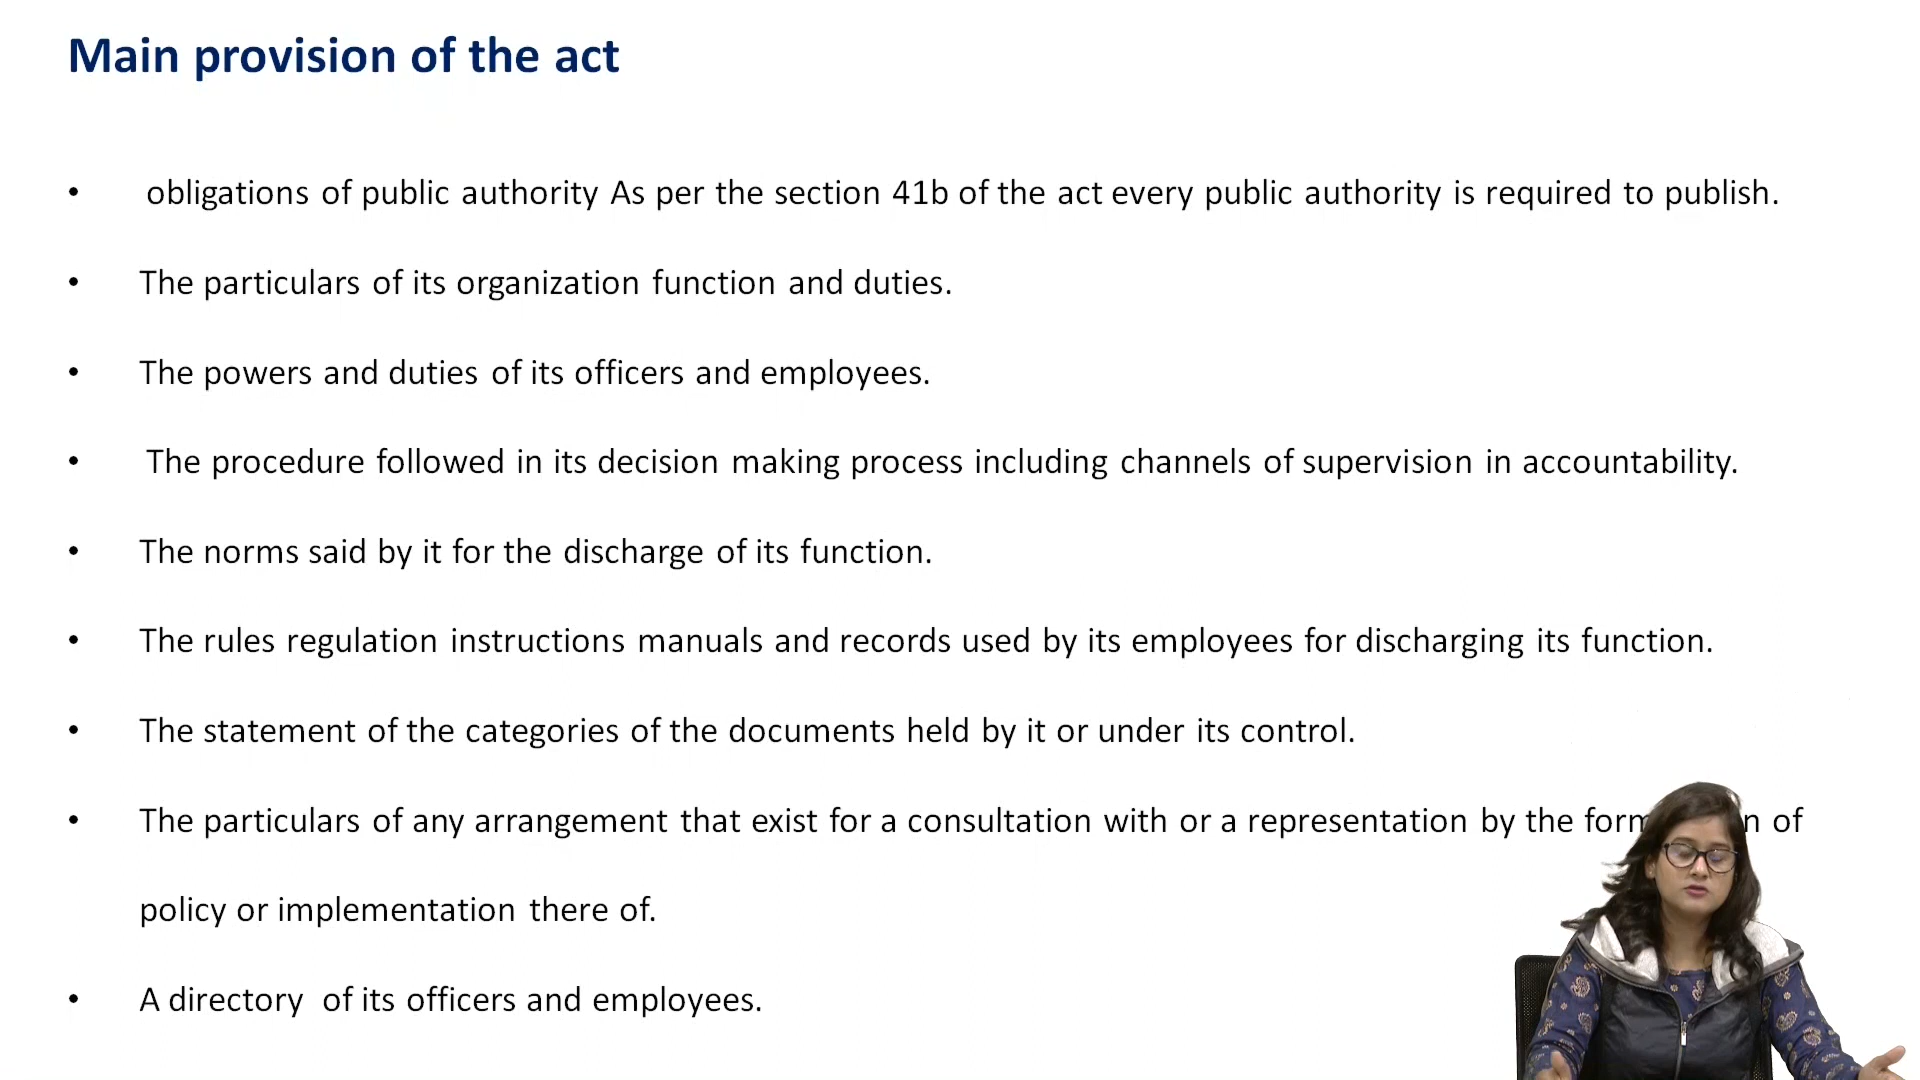 Main provision of the act
• obligations of public authority As per the section 41b of the act every public authority is required to publish.
• The particulars of its organization function and duties.
• The powers and duties of its officers and employees.
• The procedure followed in its decision making process including channels of supervision in accountability.
• The norms said by it for the discharge of its function.
• The rules regulation instructions manuals and records used by its employees for discharging its function.
• The statement of the categories of the documents held by it or under its control.
• The particulars of any arrangement that exist for a consultation with or a representation by the of
policy or implementation there of.
• A directory of its officers and employees.